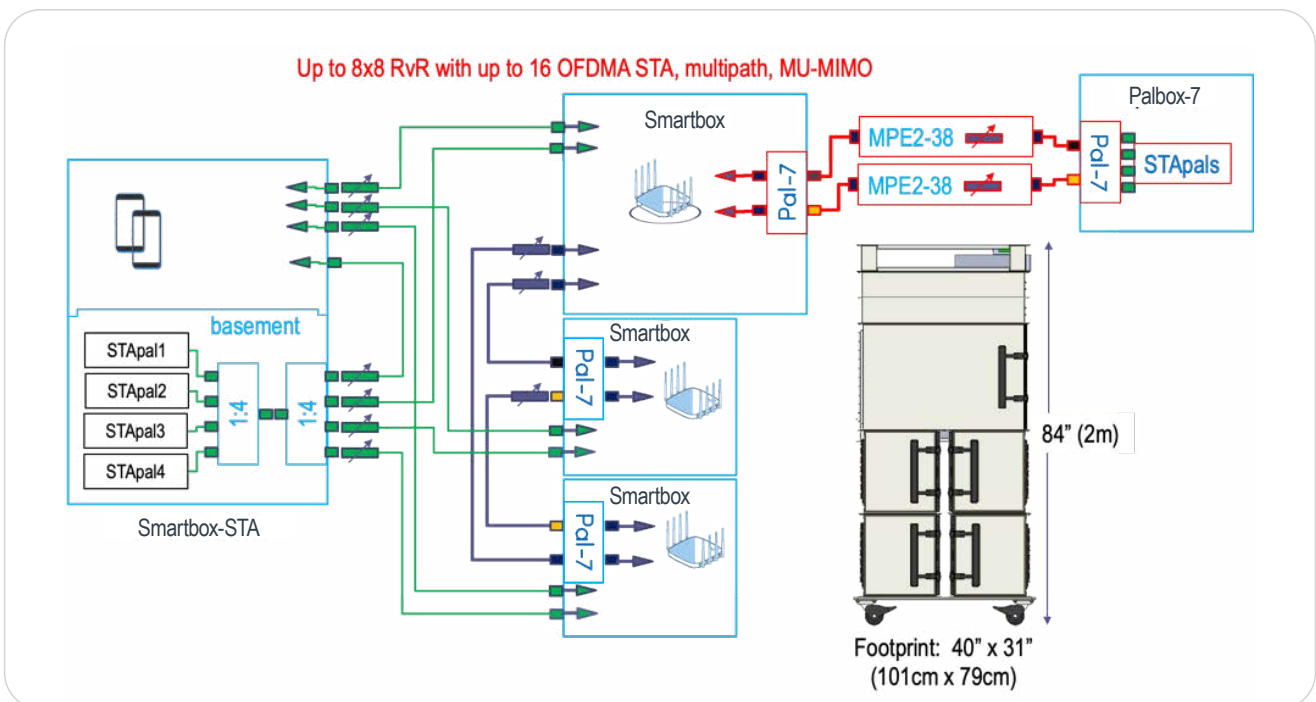 Up to 8x8 RvR with up to 16 OFDMA STA, multipath, MU-MIMO
Smartbox
Pal-7
MPE2-38
MPE2-38
Palbox-7
Pal-7
STApals
basement
STApal1
STApal2
STApal3
STApal4
1:4
1:4
Smartbox-STA
Smartbox
Pal-7
Smartbox
Pal-7
84” (2m)
Footprint: 40” x 31”
(101cm x 79cm)